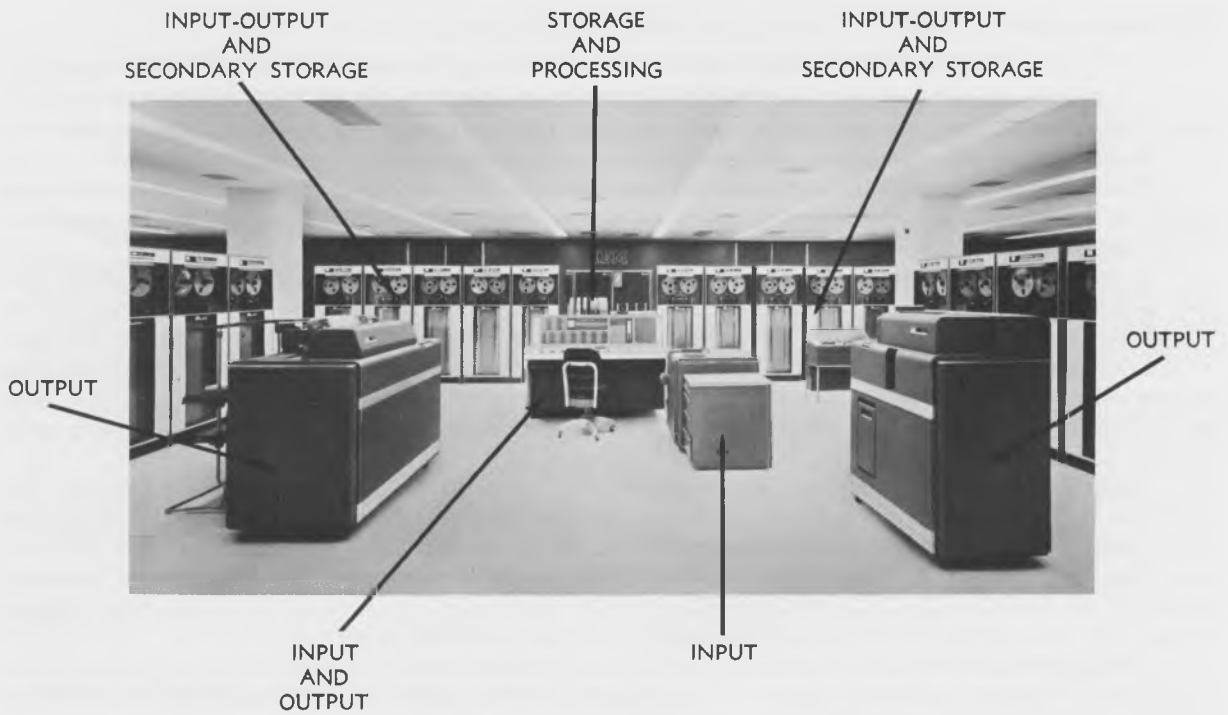 INPUT-OUTPUT
AND
SECONDARY STORAGE
STORAGE
AND
PROCESSING
INPUT-OUTPUT
AND
SECONDARY STORAGE
IBM
OUTPUT
OUTPUT
INPUT
AND
OUTPUT
INPUT